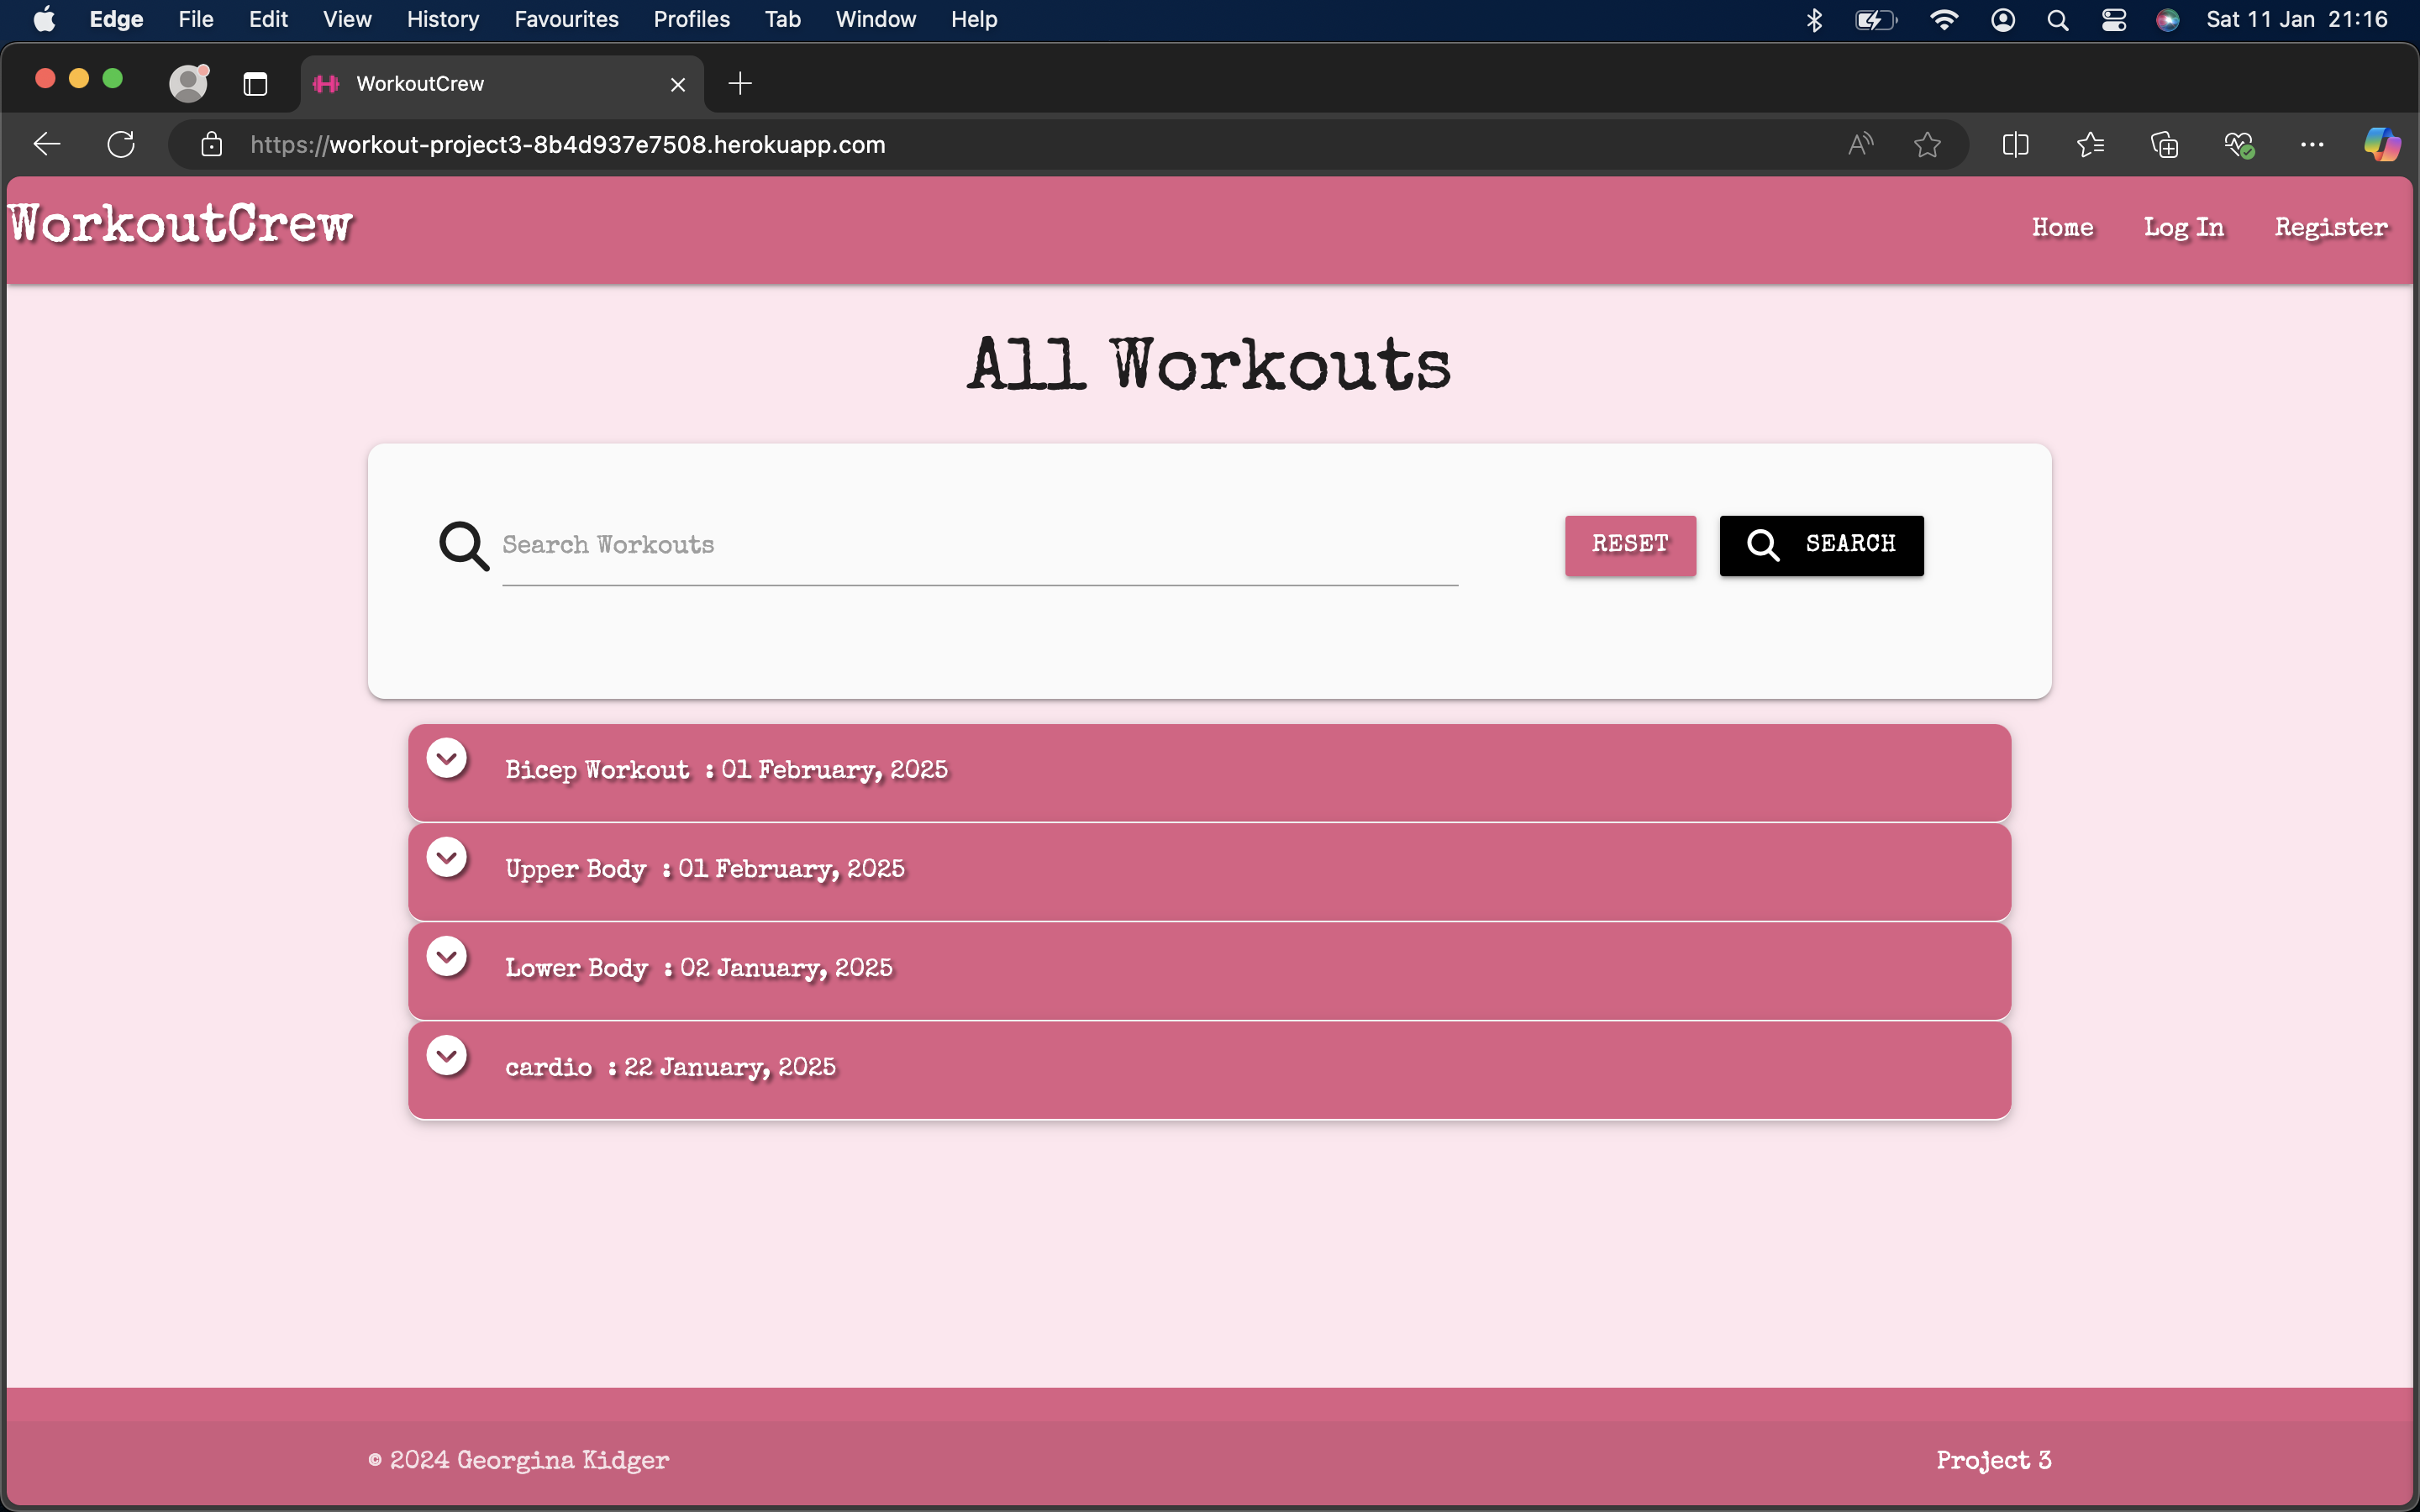 Edge File Edit View History Favourites Profiles Tab Window Help Sat 11 Jan 21:16
WorkoutCrew
https://workout-project3-8b4d937e7508.herokuapp.com
WorkoutCrew Home Log In Register
All Workouts
Search Workouts RESET SEARCH
Bicep Workout : 01 February, 2025
Upper Body : 01 February, 2025
Lower Body : 02 January, 2025
cardio : 22 January, 2025
© 2024 Georgina Kidger Project 3